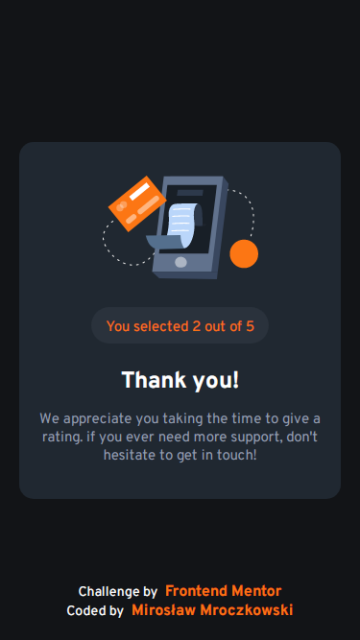 You selected 2 out of 5
Thank you!
We appreciate you taking the time to give a
rating. if you ever need more support, don't
hesitate to get in touch!
Challenge by Frontend Mentor
Coded by Mirosław Mroczkowski